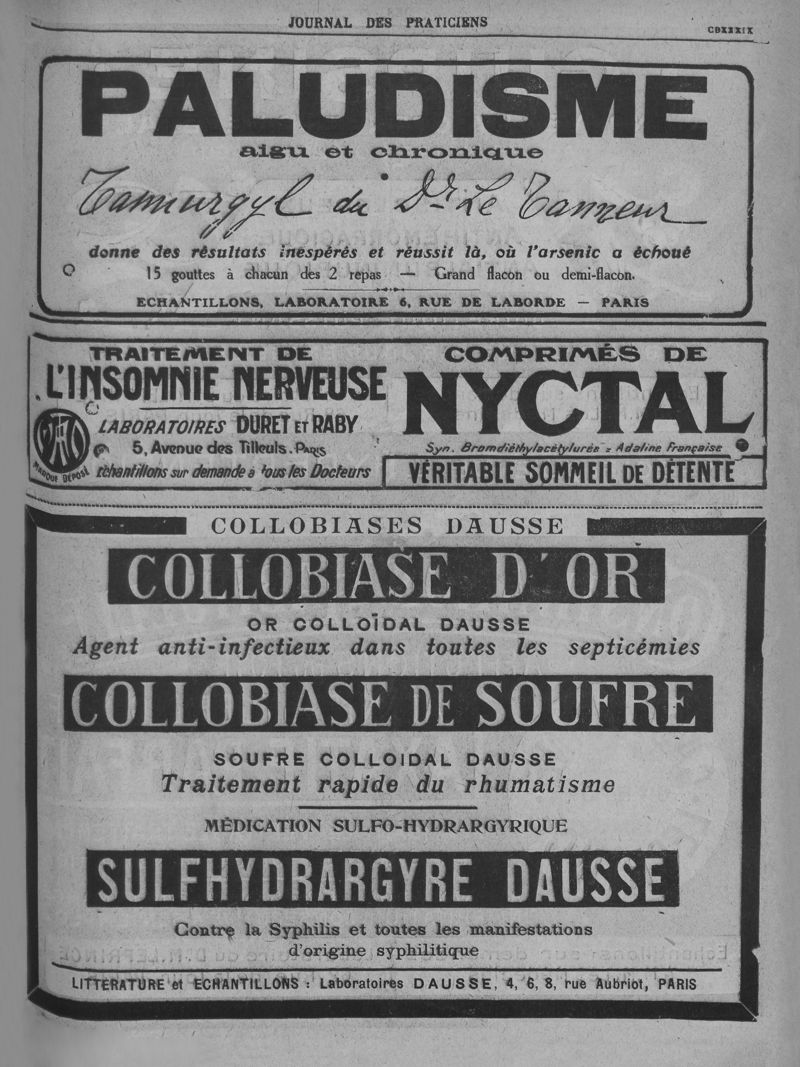 JOURNAL DES PRATICIENS
CDXXXIX
PALUDISME
aigu et chronique
Tannurgyl du Dr Le Tanneur
donne des résultats inespérés et réussit là, où l'arsenic a échoué
15 gouttes à chacun des 2 repas — Grand flacon ou demi-flacon.
ECHANTILLONS, LABORATOIRE 6, RUE DE LABORDE — PARIS
TRAITEMENT DE
L'INSOMNIE NERVEUSE
LABORATOIRES DURET ET RABY
5, Avenue des Tilleuls. PARIS
MARQUE DÉPOSÉ
échantillons sur demande à tous les Docteurs
COMPRIMÉS DE
NYCTAL
Syn. Bromdiéthylacétylurée = Adaline Française
VÉRITABLE SOMMEIL DE DÉTENTE
COLLOBIASES DAUSSE
COLLOBIASE D'OR
OR COLLOÏDAL DAUSSE
Agent anti-infectieux dans toutes les septicémies
COLLOBIASE DE SOUFRE
SOUFRE COLLOIDAL DAUSSE
Traitement rapide du rhumatisme
MÉDICATION SULFO-HYDRARGYRIQUE
SULFHYDRARGYRE DAUSSE
Contre la Syphilis et toutes les manifestations
d'origine syphilitique
LITTÉRATURE et ECHANTILLONS : Laboratoires DAUSSE, 4, 6, 8, rue Aubriot, PARIS